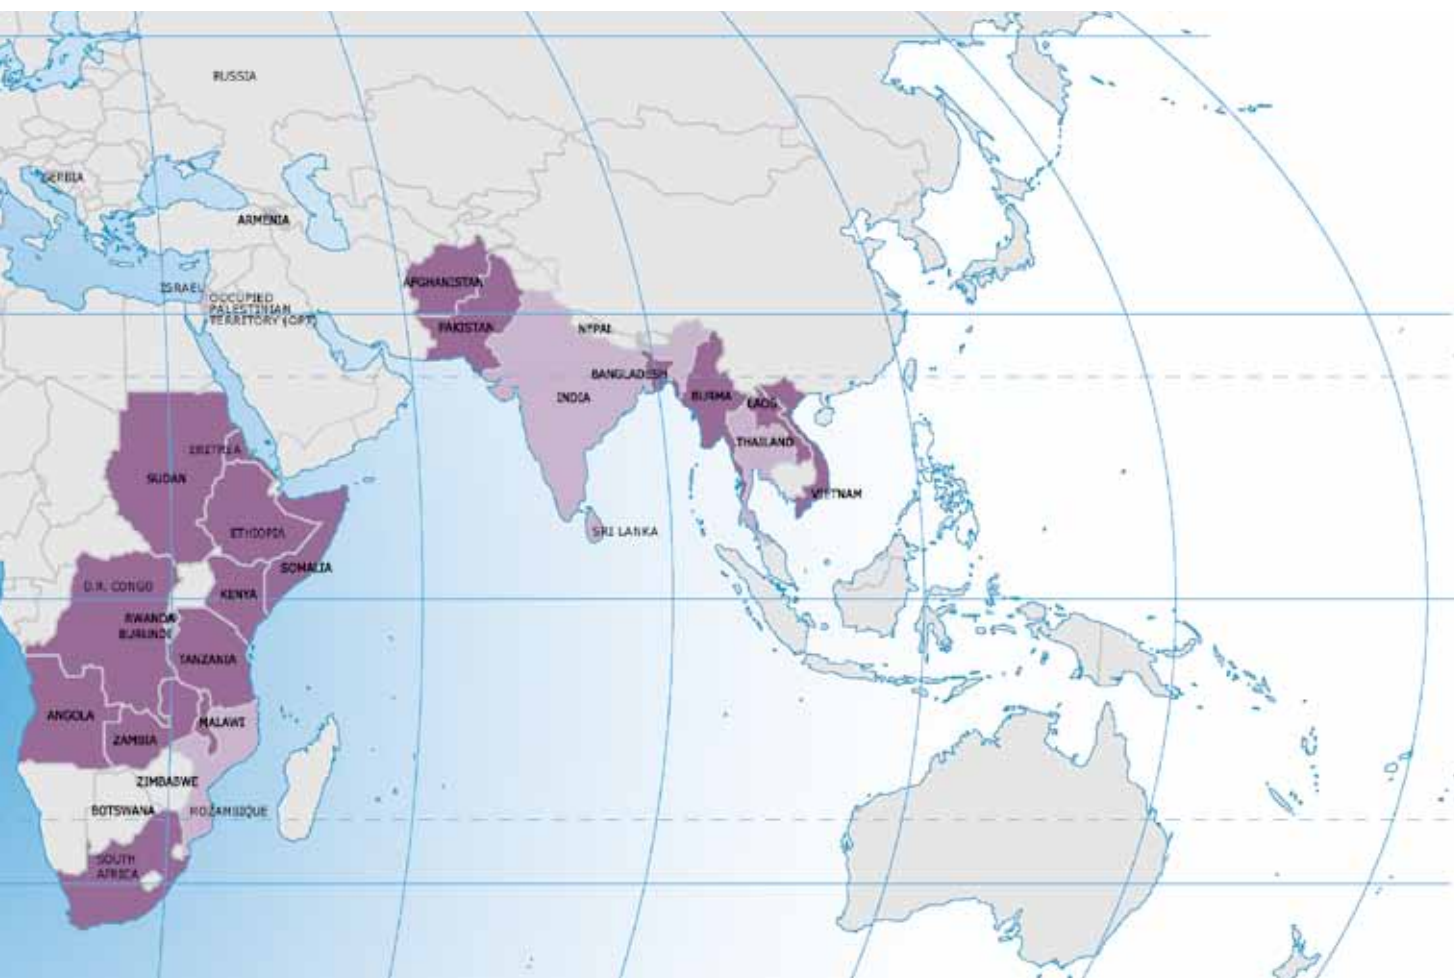 RUSSIA
SERBIA
ARMENIA
ISRAEL
OCCUPIED
PALESTINIAN
TERRITORY (OPT)
AFGHANISTAN
PAKISTAN
NEPAL
BANGLADESH
INDIA
BURMA
LAOS
THAILAND
VIETNAM
SRI LANKA
ERITREA
SUDAN
ETHIOPIA
SOMALIA
D.R. CONGO
KENYA
RWANDA
BURUNDI
TANZANIA
ANGOLA
MALAWI
ZAMBIA
ZIMBABWE
BOTSWANA
MOZAMBIQUE
SOUTH
AFRICA